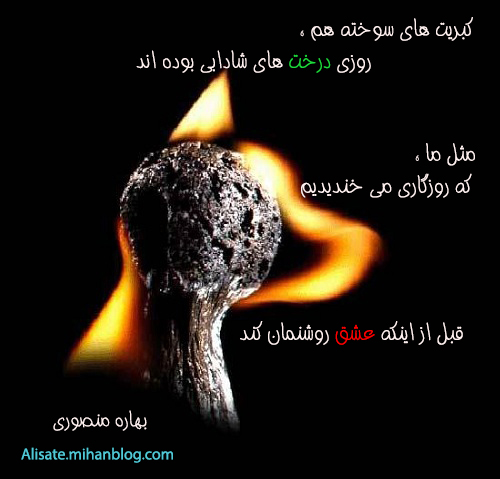 کبریت های سوخته هم ،
روزی درخت های شادابی بوده اند
مثل ما ،
که روزگاری می خندیدیم
قبل از اینکه عشق روشنمان کند
بهاره منصوری
Alisate.mihanblog.com